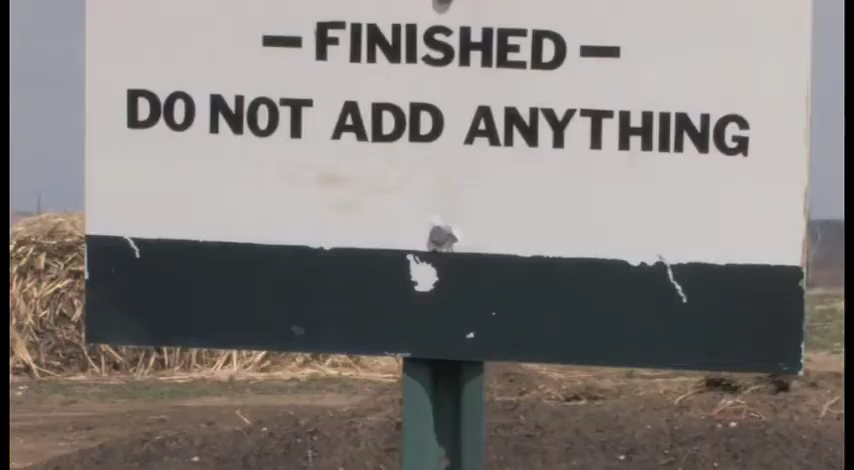 – FINISHED –
DO NOT ADD ANYTHING